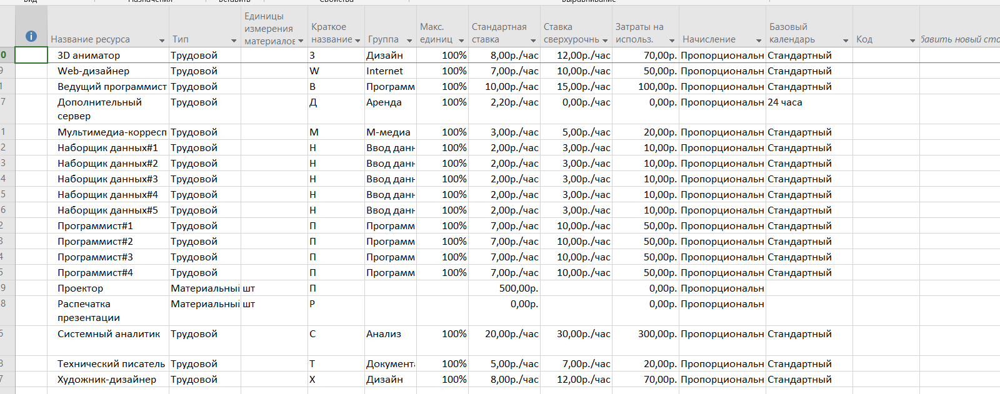 Единицы
измерения
материалов
Название ресурса Тип Краткое название Группа Макс. единиц Стандартная ставка Ставка сверхурочнь Затраты на использ. Начисление Базовый календарь Код бавить новый сто
0 3D аниматор Трудовой З Дизайн 100% 8,00р./час 12,00р./час 70,00р. Пропорциональн Стандартный
9 Web-дизайнер Трудовой W Internet 100% 7,00р./час 10,00р./час 50,00р. Пропорциональн Стандартный
1 Ведущий программист Трудовой В Программ 100% 10,00р./час 15,00р./час 100,00р. Пропорциональн Стандартный
7 Дополнительный сервер Трудовой Д Аренда 100% 2,20р./час 0,00р./час 0,00р. Пропорциональн 24 часа
1 Мультимедиа-корресп Трудовой М М-медиа 100% 3,00р./час 5,00р./час 20,00р. Пропорциональн Стандартный
2 Наборщик данных#1 Трудовой Н Ввод данн 100% 2,00р./час 3,00р./час 10,00р. Пропорциональн Стандартный
3 Наборщик данных#2 Трудовой Н Ввод данн 100% 2,00р./час 3,00р./час 10,00р. Пропорциональн Стандартный
4 Наборщик данных#3 Трудовой Н Ввод данн 100% 2,00р./час 3,00р./час 10,00р. Пропорциональн Стандартный
5 Наборщик данных#4 Трудовой Н Ввод данн 100% 2,00р./час 3,00р./час 10,00р. Пропорциональн Стандартный
6 Наборщик данных#5 Трудовой Н Ввод данн 100% 2,00р./час 3,00р./час 10,00р. Пропорциональн Стандартный
2 Программист#1 Трудовой П Программ 100% 7,00р./час 10,00р./час 50,00р. Пропорциональн Стандартный
3 Программист#2 Трудовой П Программ 100% 7,00р./час 10,00р./час 50,00р. Пропорциональн Стандартный
4 Программист#3 Трудовой П Программ 100% 7,00р./час 10,00р./час 50,00р. Пропорциональн Стандартный
5 Программист#4 Трудовой П Программ 100% 7,00р./час 10,00р./час 50,00р. Пропорциональн Стандартный
9 Проектор Материальны шт П 500,00р. 0,00р. Пропорциональн
8 Распечатка презентации Материальны шт Р 0,00р. 0,00р. Пропорциональн
6 Системный аналитик Трудовой С Анализ 100% 20,00р./час 30,00р./час 300,00р. Пропорциональн Стандартный
8 Технический писатель Трудовой Т Документ 100% 5,00р./час 7,00р./час 20,00р. Пропорциональн Стандартный
7 Художник-дизайнер Трудовой Х Дизайн 100% 8,00р./час 12,00р./час 70,00р. Пропорциональн Стандартный